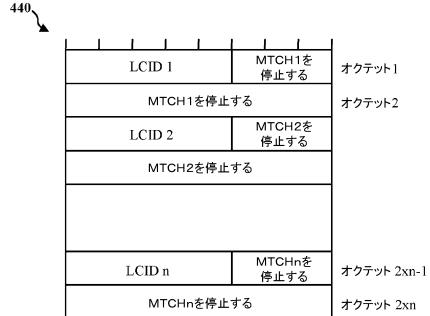 440
LCID 1
MTCH1を
停止する
オクテット1
MTCH1を停止する
オクテット2
LCID 2
MTCH2を
停止する
MTCH2を停止する
LCID n
MTCHnを
停止する
オクテット 2xn-1
MTCHnを停止する
オクテット 2xn